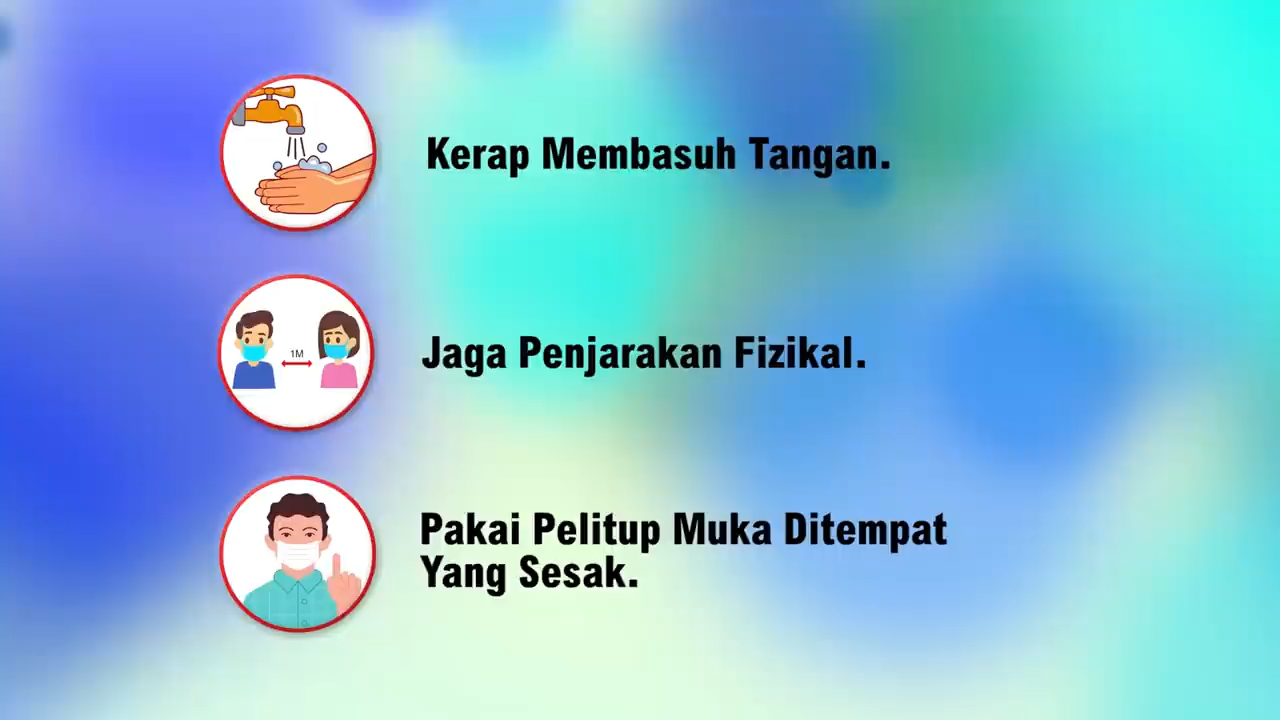 Kerap Membasuh Tangan.
1M
Jaga Penjarakan Fizikal.
Pakai Pelitup Muka Ditempat
Yang Sesak.